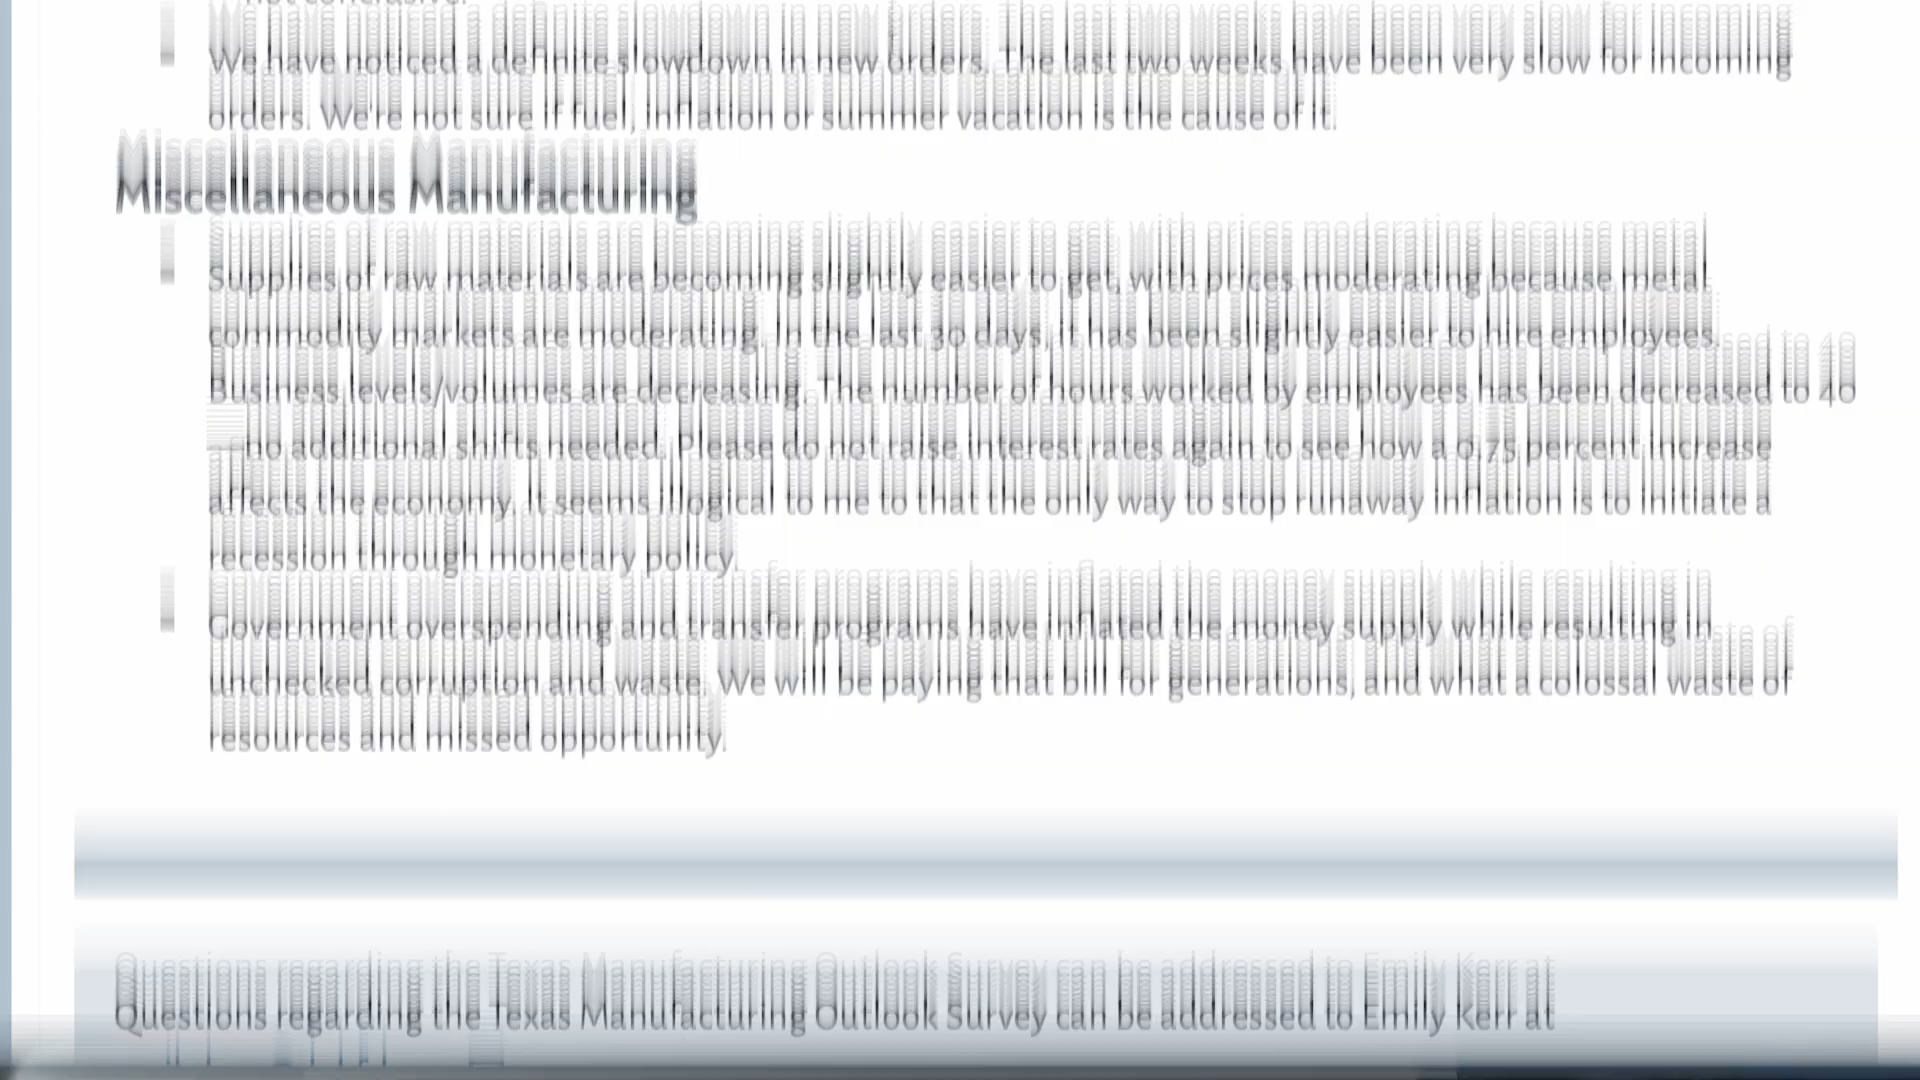 We have noticed a definite slowdown in new orders. The last two weeks have been very slow for incoming
orders. We're not sure if fuel, inflation or summer vacation is the cause of it.
Miscellaneous Manufacturing
Supplies of raw materials are becoming slightly easier to get, with prices moderating because metal
commodity markets are moderating. In the last 30 days, it has been slightly easier to hire employees.
Business levels/volumes are decreasing. The number of hours worked by employees has been decreased to 40
no additional shifts needed. Please do not raise interest rates again to see how a 0.75 percent increase
affects the economy. It seems illogical to me to that the only way to stop runaway inflation is to initiate a
recession through monetary policy.
Government overspending and transfer programs have inflated the money supply while resulting in
unchecked corruption and waste. We will be paying that bill for generations, and what a colossal waste of
resources and missed opportunity.
Questions regarding the Texas Manufacturing Outlook Survey can be addressed to Emily Kerr at